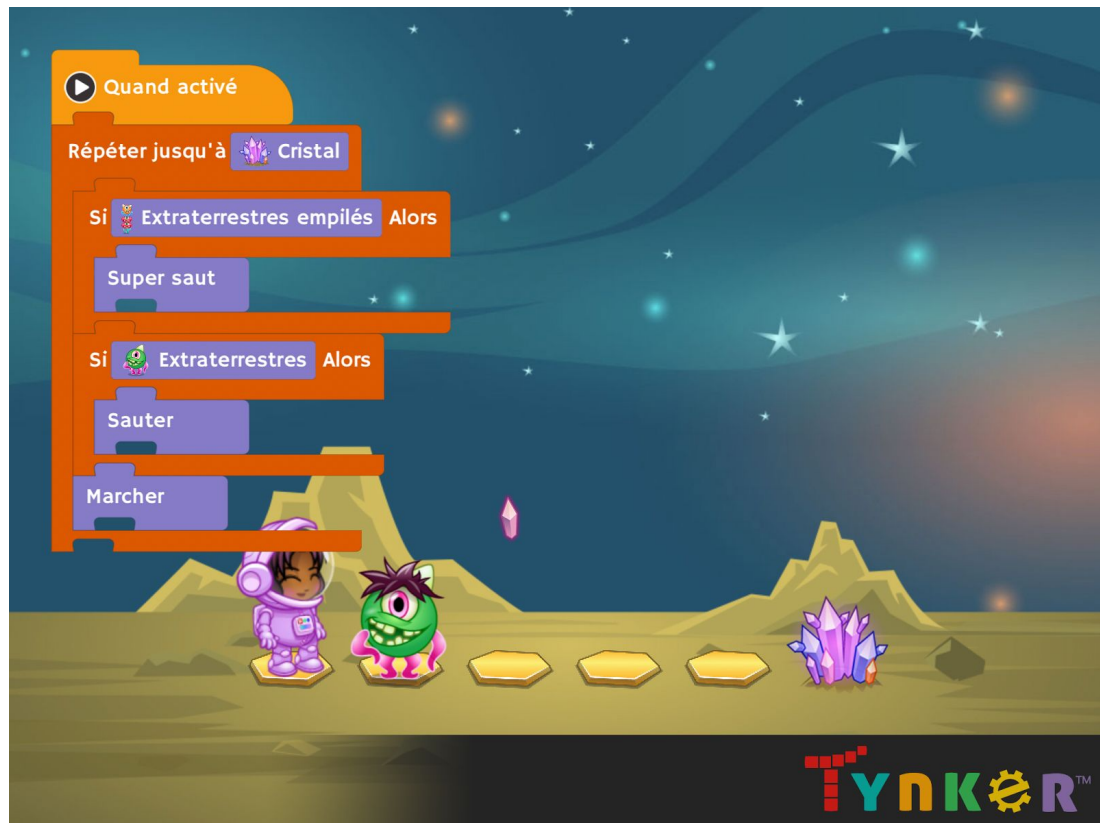 Quand activé
Répéter jusqu'à Cristal
Si Extraterrestres empilés Alors
Super saut
Si Extraterrestres Alors
Sauter
Marcher
TYNKER™